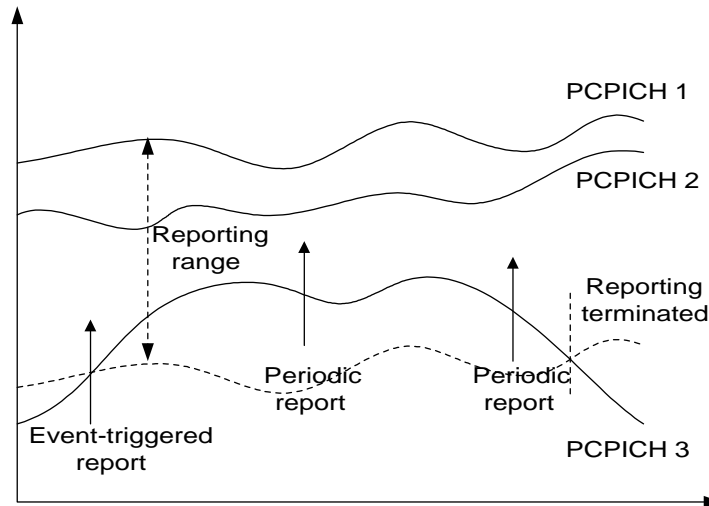 PCPICH 1
PCPICH 2
Reporting
range
Reporting
terminated
Periodic
report
Periodic
report
Event-triggered
report
PCPICH 3